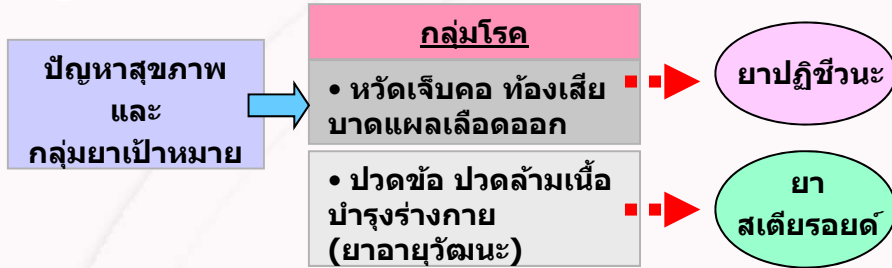 ปัญหาสุขภาพ
และ
กลุ่มยาเป้าหมาย
กลุ่มโรค
• หวัดเจ็บคอ ท้องเสีย
บาดแผลเลือดออก
ยาปฏิชีวนะ
• ปวดข้อ ปวดล้ามเนื้อ
บำรุงร่างกาย
(ยาอายุวัฒนะ)
ยา
สเตียรอยด์